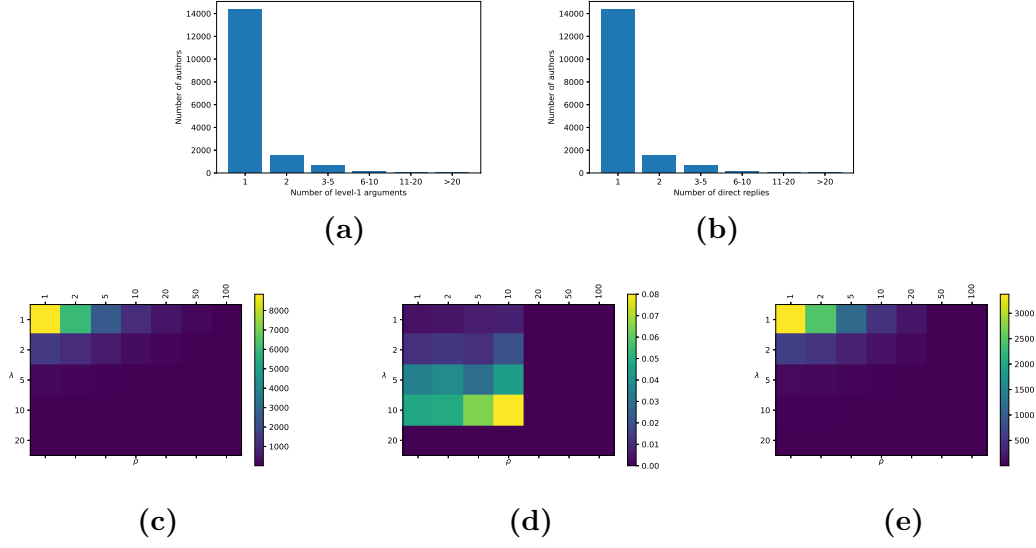 14000
12000
10000
8000
6000
4000
2000
0
Number of authors
1 2 3-5 6-10 11-20 >20
Number of level-1 arguments
(a)
14000
12000
10000
8000
6000
4000
2000
0
Number of authors
1 2 3-5 6-10 11-20 >20
Number of direct replies
(b)
1 2 5 10 20 50 100
1
2
5
10
20
λ
ρ
8000
7000
6000
5000
4000
3000
2000
1000
(c)
1 2 5 10 20 50 100
1
2
5
10
20
λ
ρ
0.08
0.07
0.06
0.05
0.04
0.03
0.02
0.01
0.00
(d)
1 2 5 10 20 50 100
1
2
5
10
20
λ
ρ
3000
2500
2000
1500
1000
500
(e)